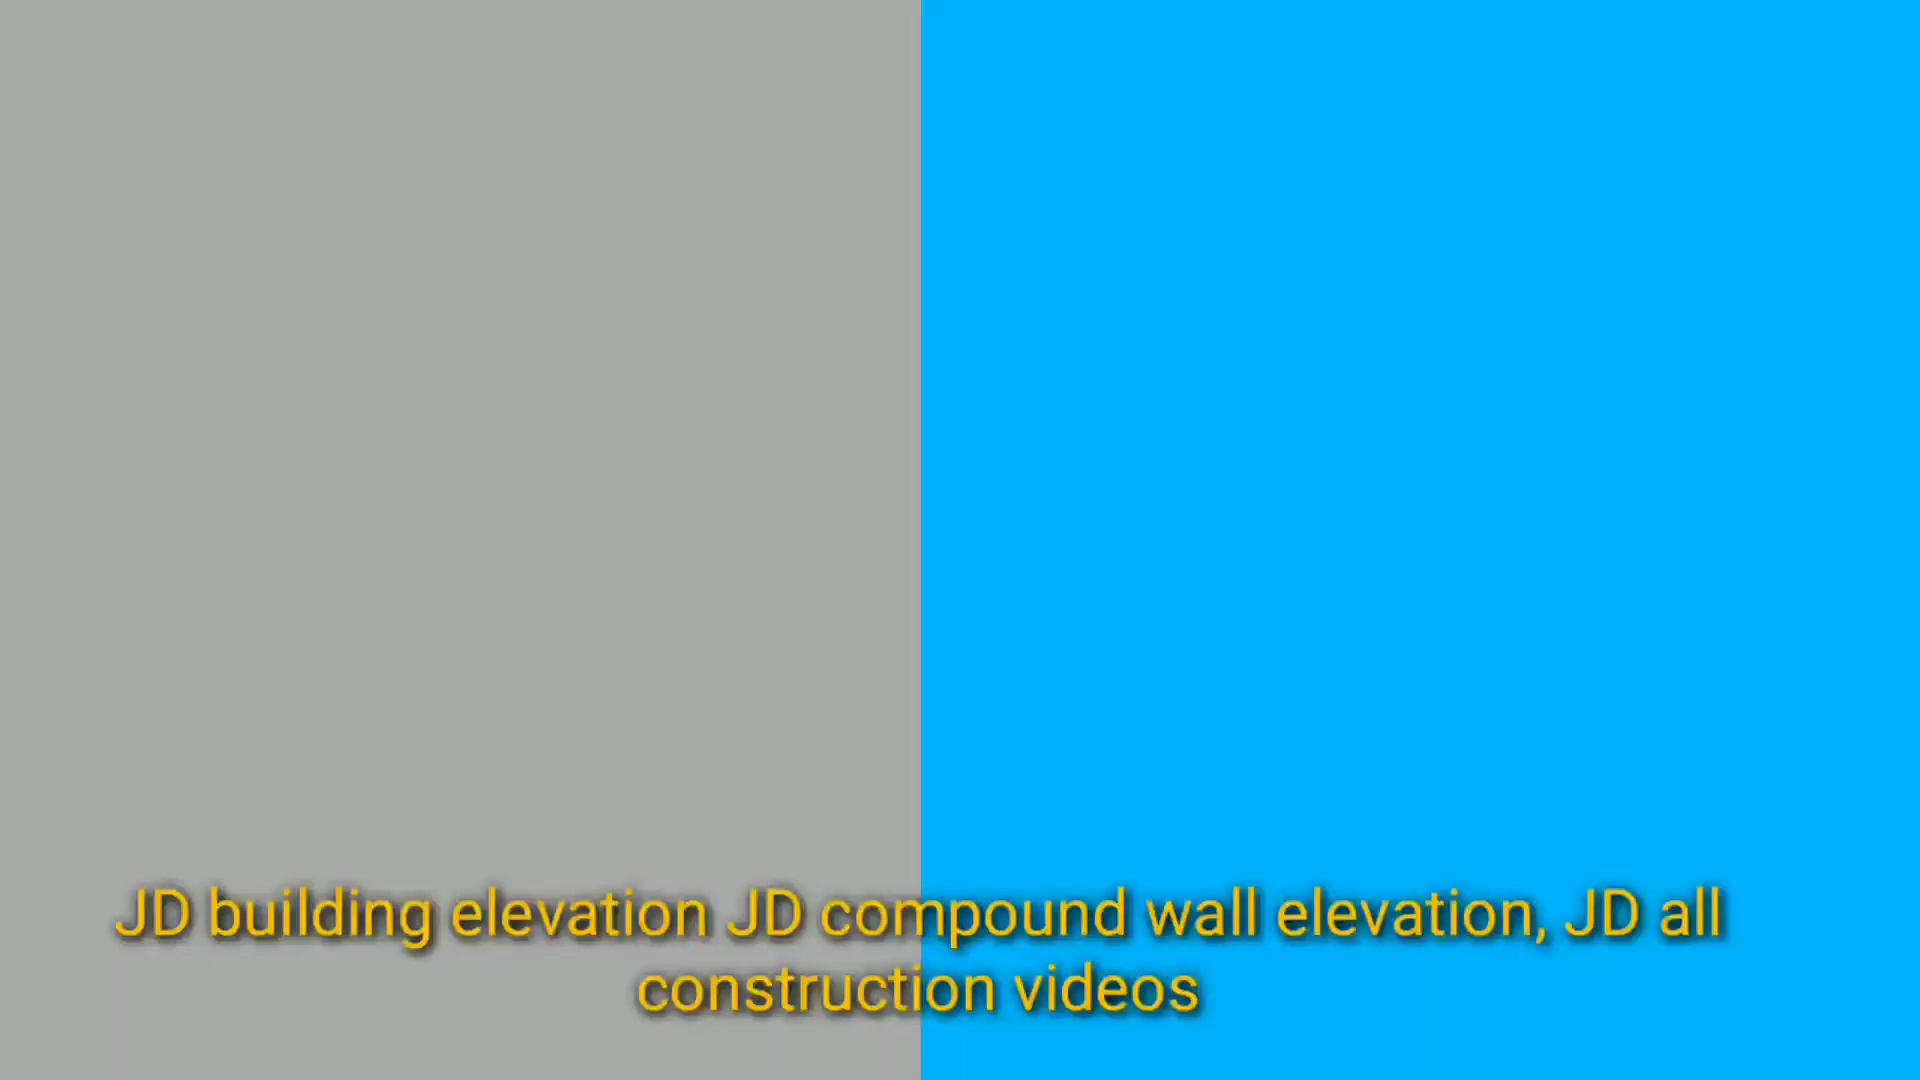 JD building elevation JD compound wall elevation, JD all
construction videos